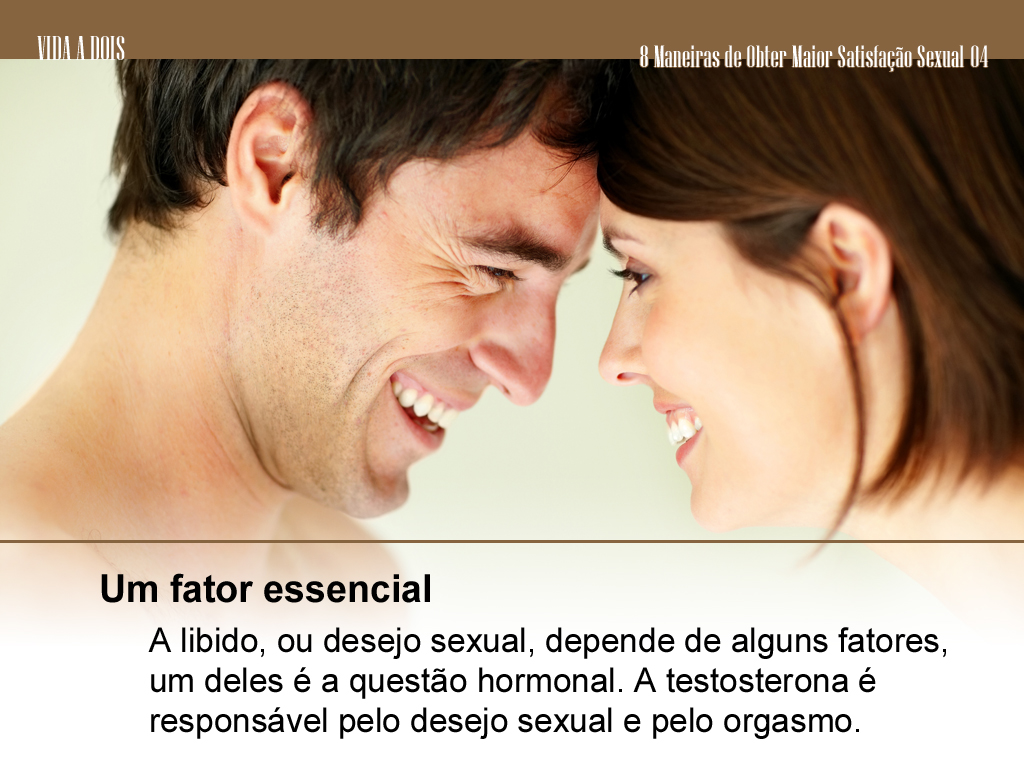 VIDA A DOIS
8 Maneiras de Obter Maior Satisfação Sexual 04
Um fator essencial
A libido, ou desejo sexual, depende de alguns fatores,
um deles é a questão hormonal. A testosterona é
responsável pelo desejo sexual e pelo orgasmo.